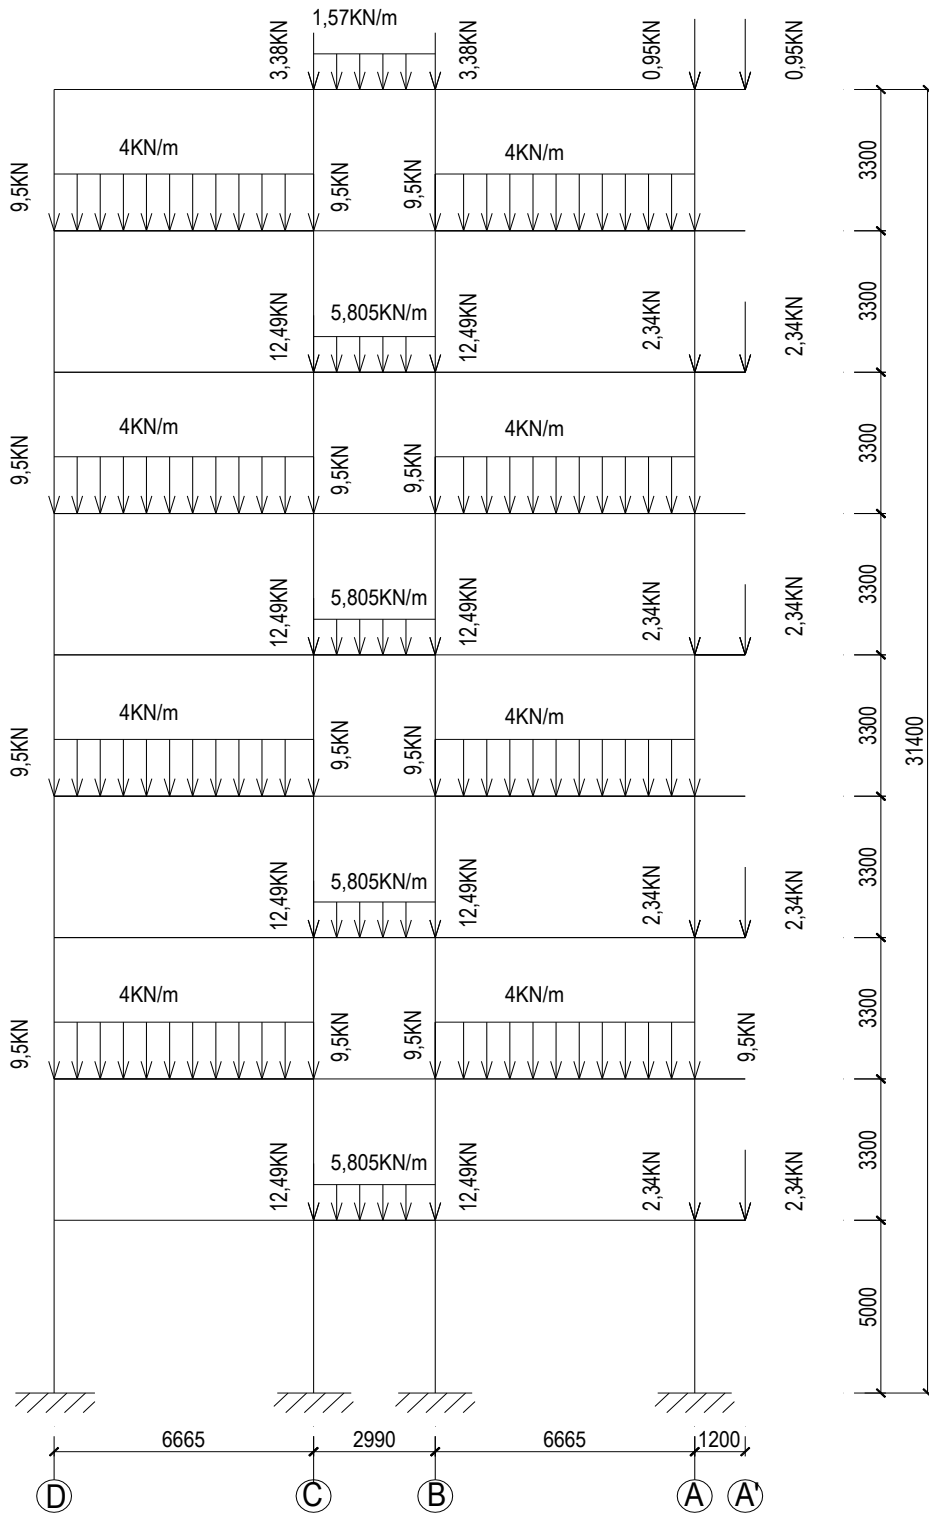 1,57KN/m
3,38KN
3,38KN
0,95KN
0,95KN
4KN/m
4KN/m
9,5KN
9,5KN
9,5KN
3300
5,805KN/m
12,49KN
12,49KN
2,34KN
2,34KN
3300
4KN/m
4KN/m
9,5KN
9,5KN
9,5KN
3300
5,805KN/m
12,49KN
12,49KN
2,34KN
2,34KN
3300
4KN/m
4KN/m
9,5KN
9,5KN
9,5KN
3300
31400
5,805KN/m
12,49KN
12,49KN
2,34KN
2,34KN
3300
4KN/m
4KN/m
9,5KN
9,5KN
9,5KN
9,5KN
3300
5,805KN/m
12,49KN
12,49KN
2,34KN
2,34KN
3300
5000
6665
2990
6665
1200
D
C
B
A
A'